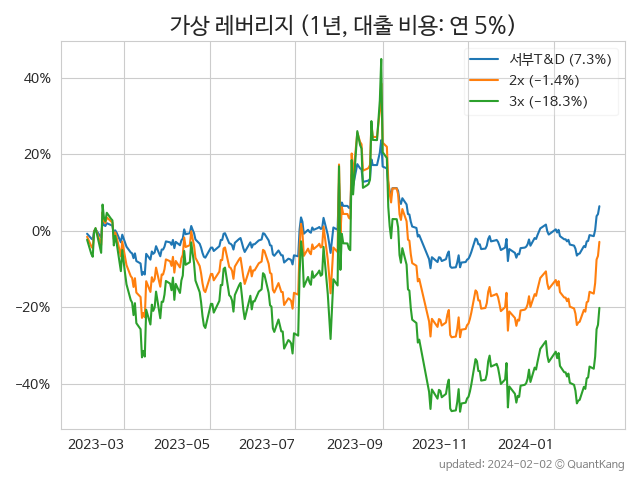 가상 레버리지 (1년, 대출 비용: 연 5%)
서부T&D (7.3%)
2x (−1.4%)
3x (−18.3%)
40%
20%
0%
−20%
−40%
2023-03 2023-05 2023-07 2023-09 2023-11 2024-01
updated: 2024-02-02 © QuantKang